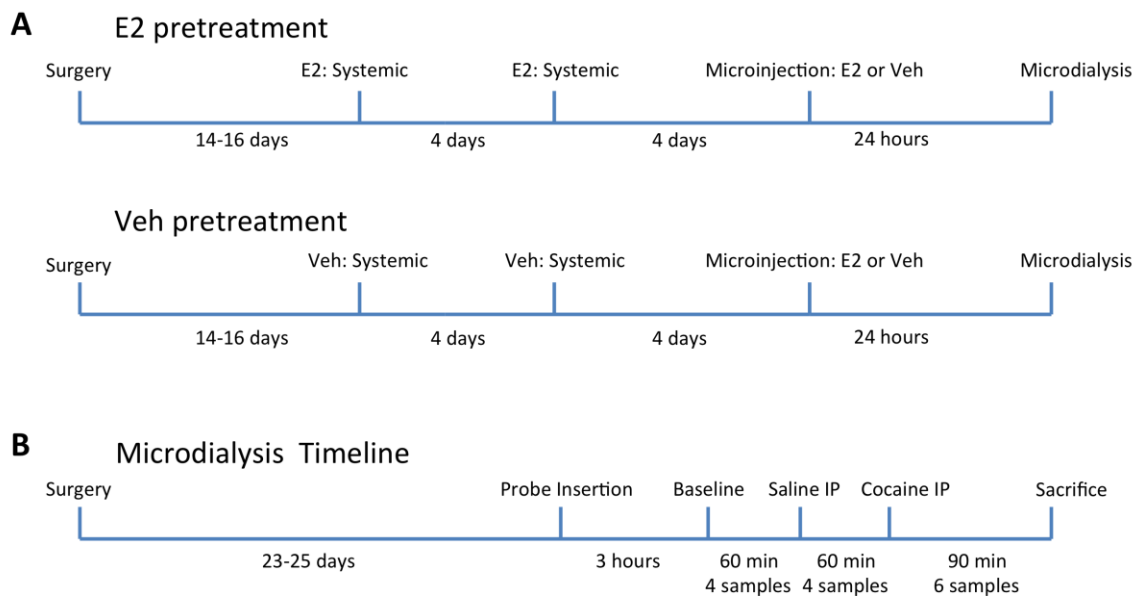 A
E2 pretreatment
Surgery E2: Systemic E2: Systemic Microinjection: E2 or Veh Microdialysis
14-16 days 4 days 4 days 24 hours
Veh pretreatment
Surgery Veh: Systemic Veh: Systemic Microinjection: E2 or Veh Microdialysis
14-16 days 4 days 4 days 24 hours
B
Microdialysis Timeline
Surgery Probe Insertion Baseline Saline IP Cocaine IP Sacrifice
23-25 days 3 hours 60 min 60 min 90 min
4 samples 4 samples 6 samples